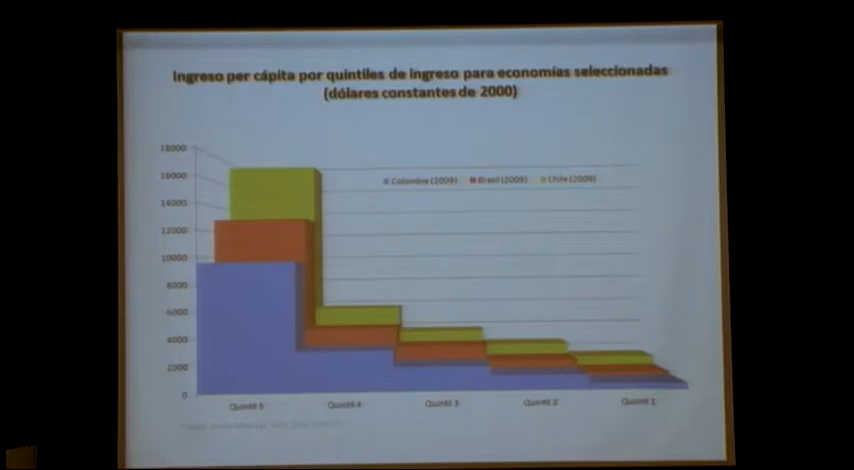 Ingreso per cápita por quintiles de ingreso para economías seleccionadas
(dólares constantes de 2000)
18000
16000
14000
12000
10000
8000
6000
4000
2000
0
Colombia (2009) Brasil (2009) Chile (2009)
Quintil 5 Quintil 4 Quintil 3 Quintil 2 Quintil 1